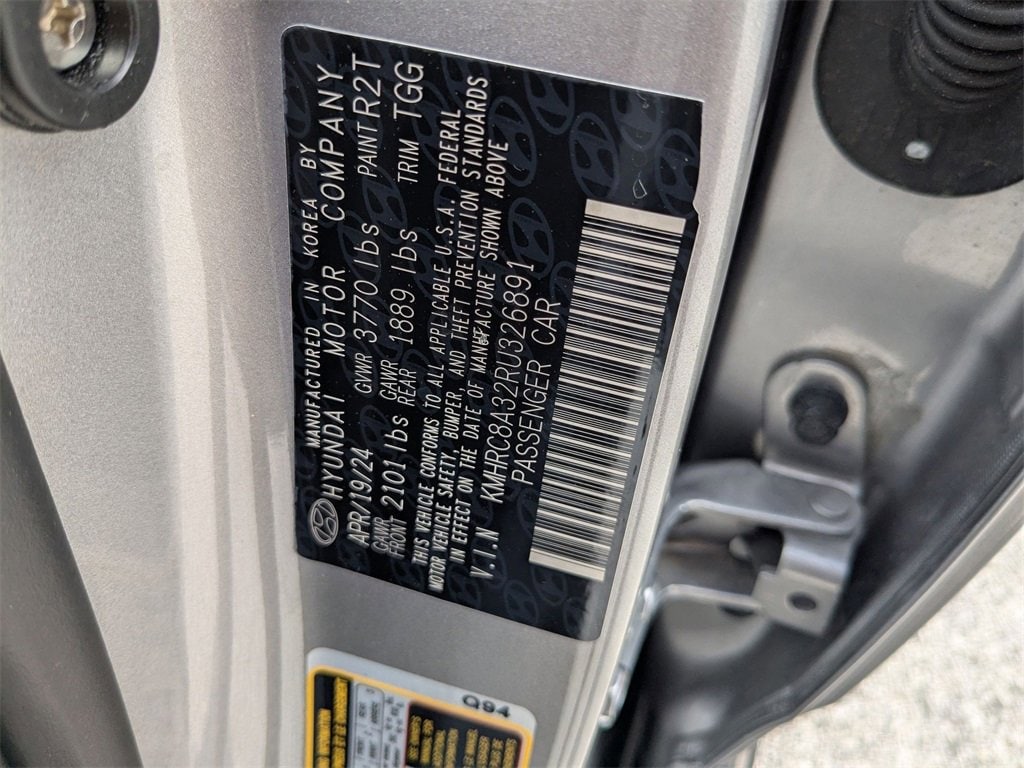 MANUFACTURED IN KOREA BY
HYUNDAI MOTOR COMPANY
APR/19/24 GVWR 3770 lbs PAINT R2T
GAWR FRONT 2101 lbs GAWR REAR 1889 lbs TRIM TGG
THIS VEHICLE CONFORMS TO ALL APPLICABLE U.S.A. FEDERAL
MOTOR VEHICLE SAFETY, BUMPER AND THEFT PREVENTION STANDARDS
IN EFFECT ON THE DATE OF MANUFACTURE SHOWN ABOVE
V.I.N KMHRC8A32RU326891
PASSENGER CAR
Q94